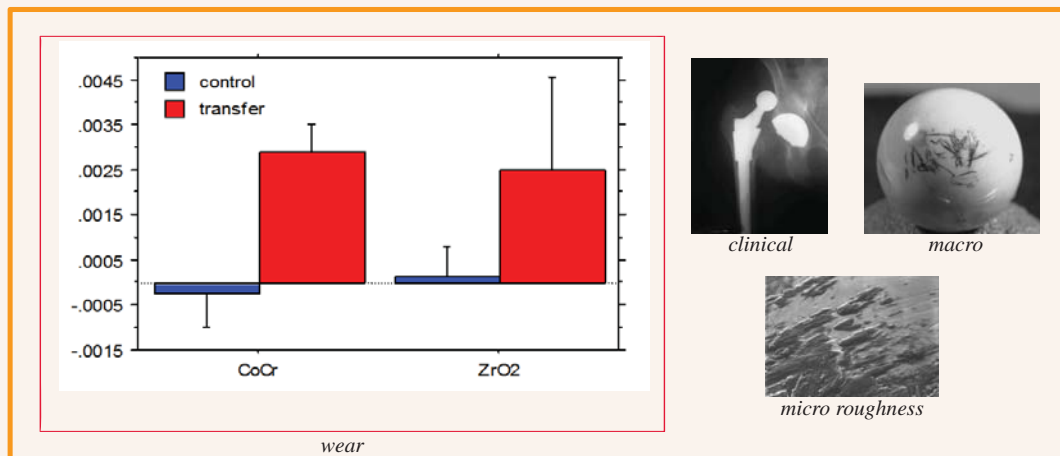 .0045
.0035
.0025
.0015
.0005
-.0005
-.0015
control
transfer
CoCr
ZrO2
wear
clinical
macro
micro roughness